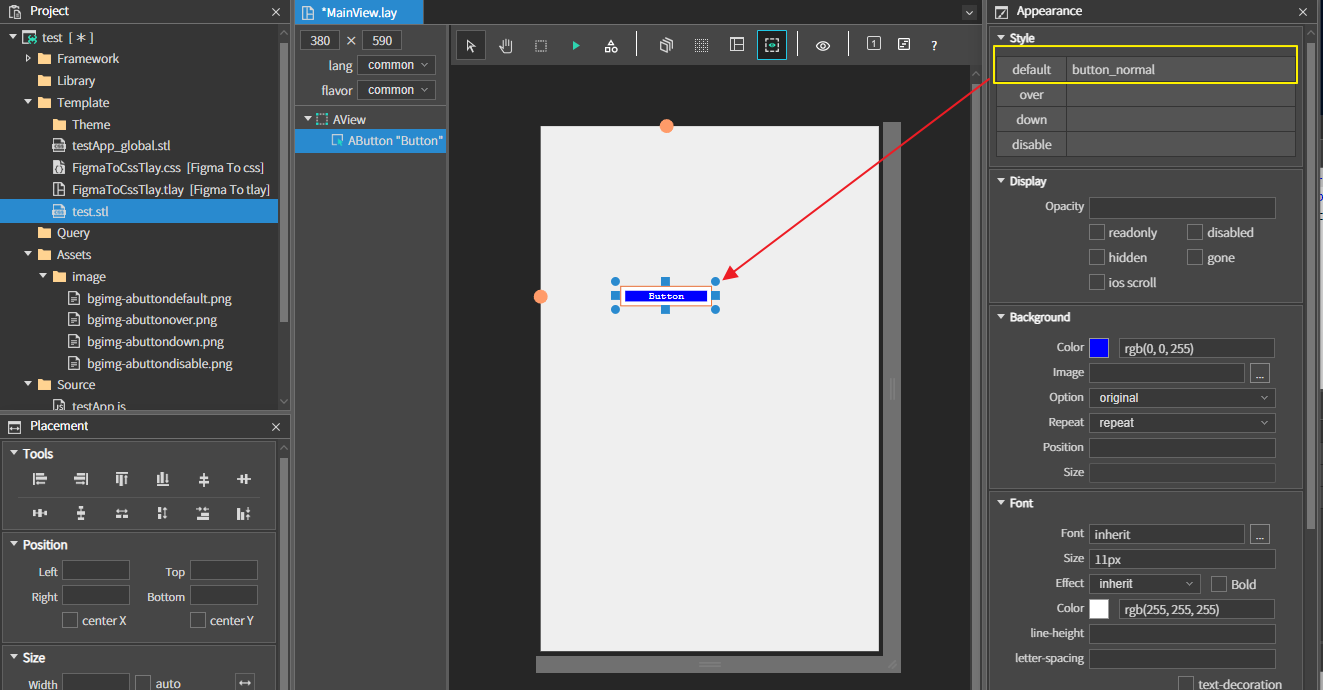 Project
test [ * ]
Framework
Library
Template
Theme
testApp_global.stl
FigmaToCssTlay.css [Figma To css]
FigmaToCssTlay.tlay [Figma To tlay]
test.stl
Query
Assets
image
bgimg-abuttondefault.png
bgimg-abuttonover.png
bgimg-abuttondown.png
bgimg-abuttondisable.png
Source
testApp.js
Placement
Tools
Position
Left
Top
Right
Bottom
center X
center Y
Size
Width
auto
*MainView.lay
380 × 590
lang common
flavor common
AView
AButton "Button"
1
?
Button
Appearance
Style
default button_normal
over
down
disable
Display
Opacity
readonly disabled
hidden gone
ios scroll
Background
Color rgb(0, 0, 255)
Image ...
Option original
Repeat repeat
Position
Size
Font
Font inherit ...
Size 11px
Effect inherit Bold
Color rgb(255, 255, 255)
line-height
letter-spacing
text-decoration